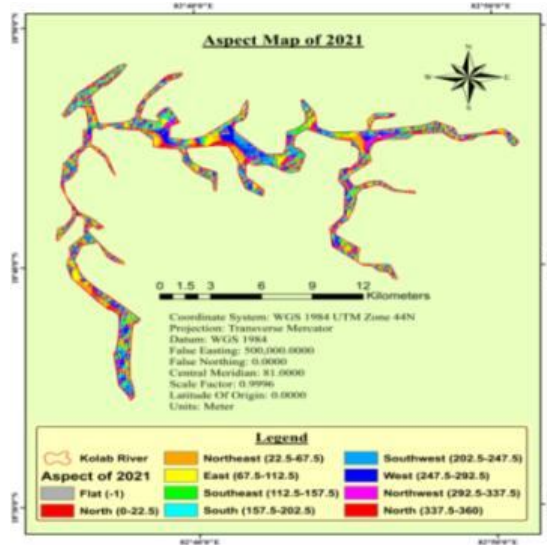 Aspect Map of 2021
N
W
E
S
0 1.5 3 6 9 12
Kilometers
Coordinate System: WGS 1984 UTM Zone 44N
Projection: Transverse Mercator
Datum: WGS 1984
False Easting: 500,000.0000
False Northing: 0.0000
Central Meridian: 81.0000
Scale Factor: 0.9996
Latitude Of Origin: 0.0000
Units: Meter
Legend
Kolab River
Aspect of 2021
Flat (-1)
North (0-22.5)
Northeast (22.5-67.5)
East (67.5-112.5)
Southeast (112.5-157.5)
South (157.5-202.5)
Southwest (202.5-247.5)
West (247.5-292.5)
Northwest (292.5-337.5)
North (337.5-360)